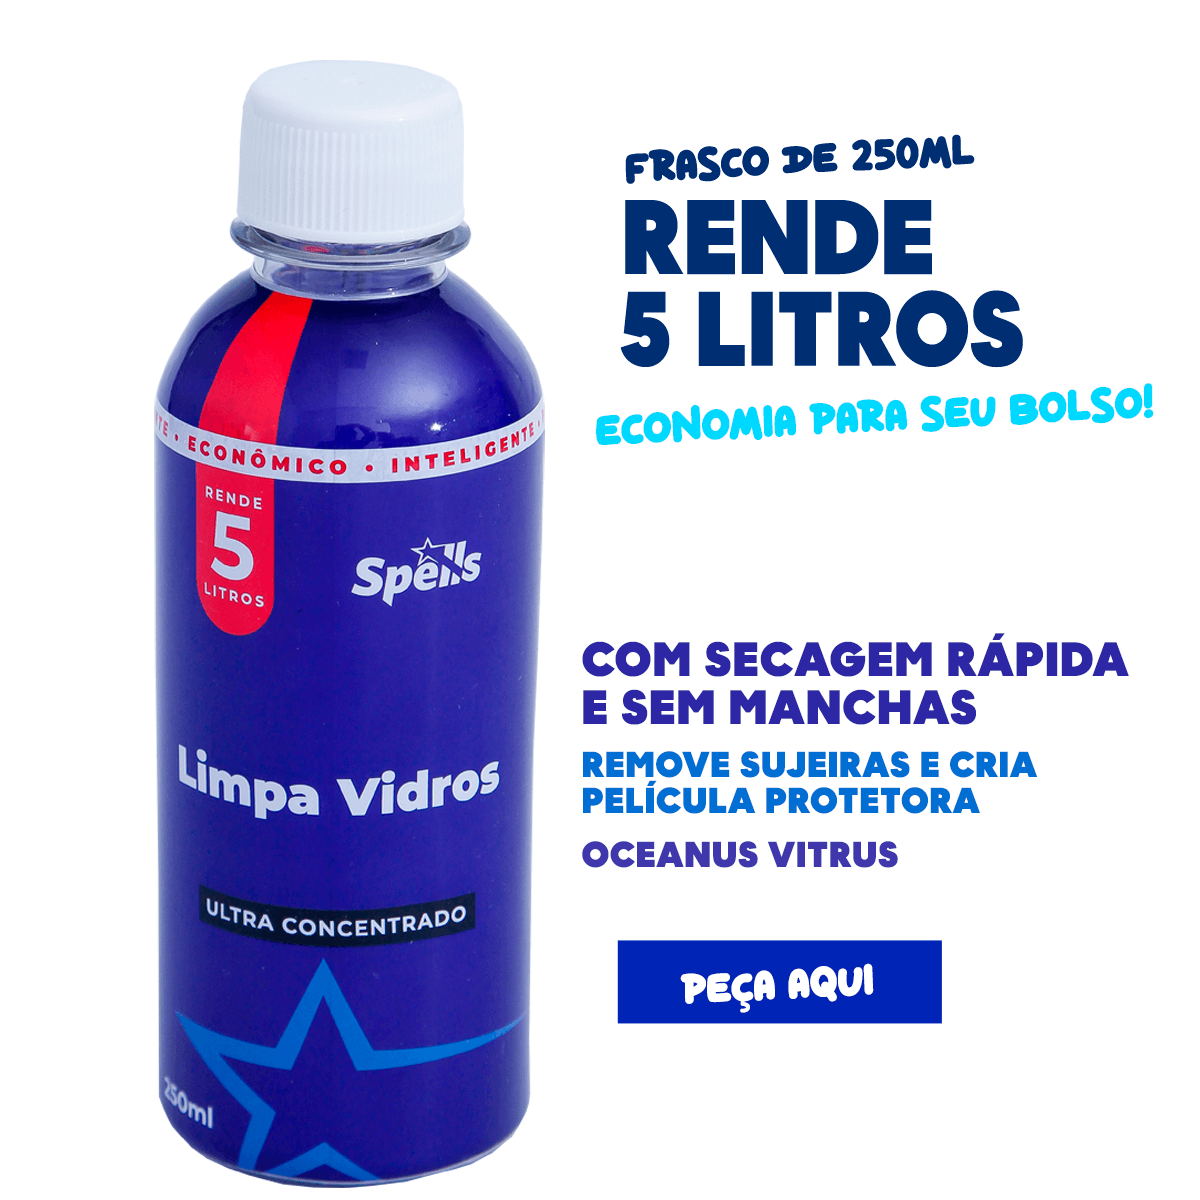 FRASCO DE 250ML
RENDE
5 LITROS
ECONOMIA PARA SEU BOLSO!
ECONÔMICO • INTELIGENTE •
RENDE
5
LITROS
Spells
Limpa Vidros
ULTRA CONCENTRADO
250ml
COM SECAGEM RÁPIDA
E SEM MANCHAS
REMOVE SUJEIRAS E CRIA
PELÍCULA PROTETORA
OCEANUS VITRUS
PEÇA AQUI